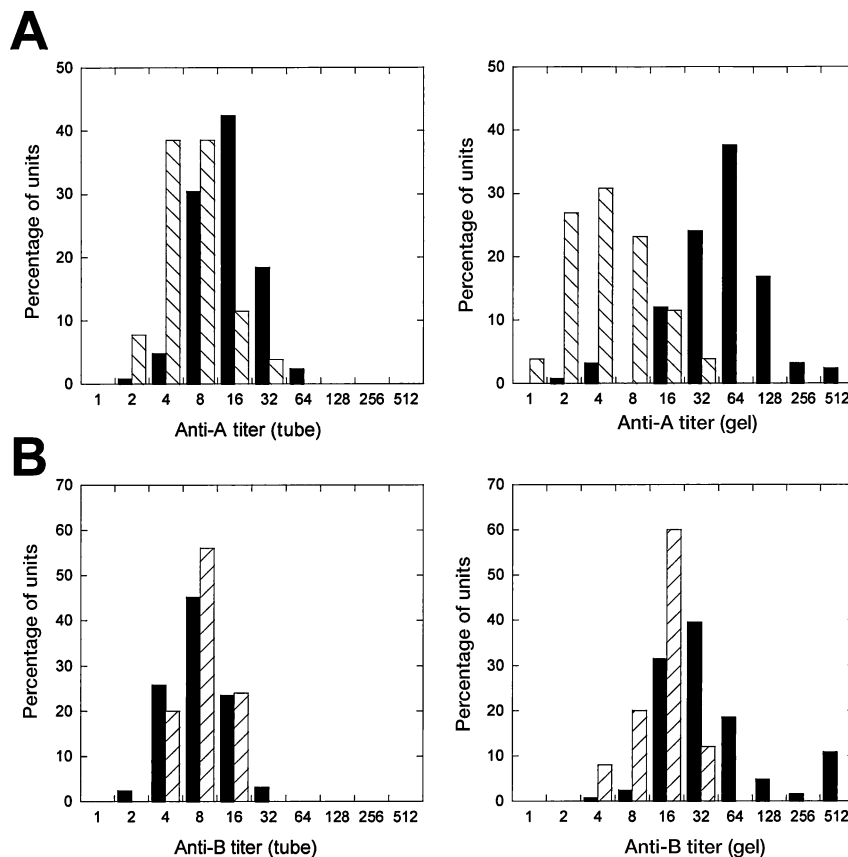 A
50
40
30
20
10
0
Percentage of units
1 2 4 8 16 32 64 128 256 512
Anti-A titer (tube)
50
40
30
20
10
0
Percentage of units
1 2 4 8 16 32 64 128 256 512
Anti-A titer (gel)
B
70
60
50
40
30
20
10
0
Percentage of units
1 2 4 8 16 32 64 128 256 512
Anti-B titer (tube)
70
60
50
40
30
20
10
0
Percentage of units
1 2 4 8 16 32 64 128 256 512
Anti-B titer (gel)